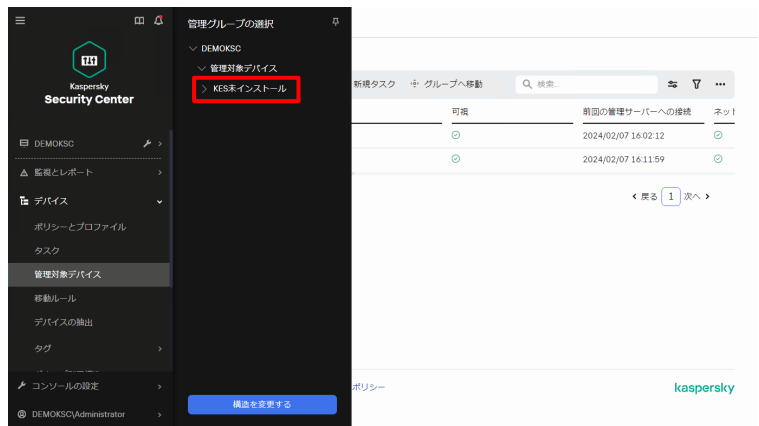 Kaspersky
Security Center
DEMOKSC
監視とレポート
デバイス
ポリシーとプロファイル
タスク
管理対象デバイス
移動ルール
デバイスの抽出
タグ
コンソールの設定
DEMOKSC\Administrator
管理グループの選択
DEMOKSC
管理対象デバイス
KES未インストール
構造を変更する
新規タスク グループへ移動 検索...
可視 前回の管理サーバーへの接続 ネット
2024/02/07 16:02:12
2024/02/07 16:11:59
戻る 1 次へ
ポリシー
kaspersky